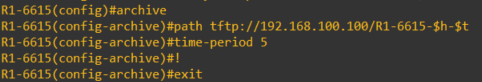 R1-6615(config)#archive
R1-6615(config-archive)#path tftp://192.168.100.100/R1-6615-$h-$t
R1-6615(config-archive)#time-period 5
R1-6615(config-archive)#!
R1-6615(config-archive)#exit